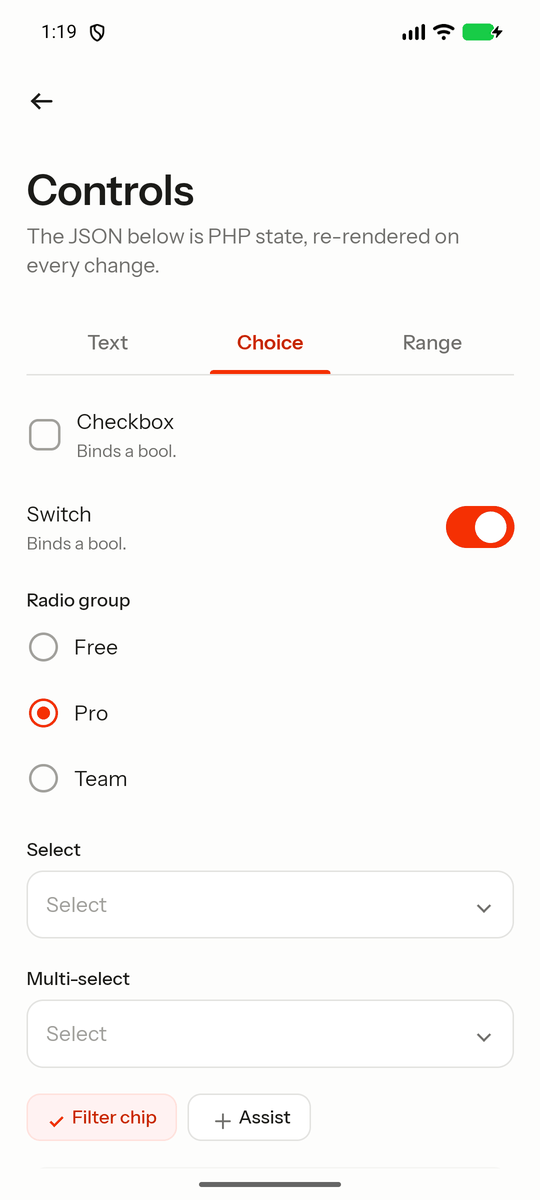 1:19
Controls
The JSON below is PHP state, re-rendered on
every change.
Text
Choice
Range
Checkbox
Binds a bool.
Switch
Binds a bool.
Radio group
Free
Pro
Team
Select
Select
Multi-select
Select
Filter chip
Assist